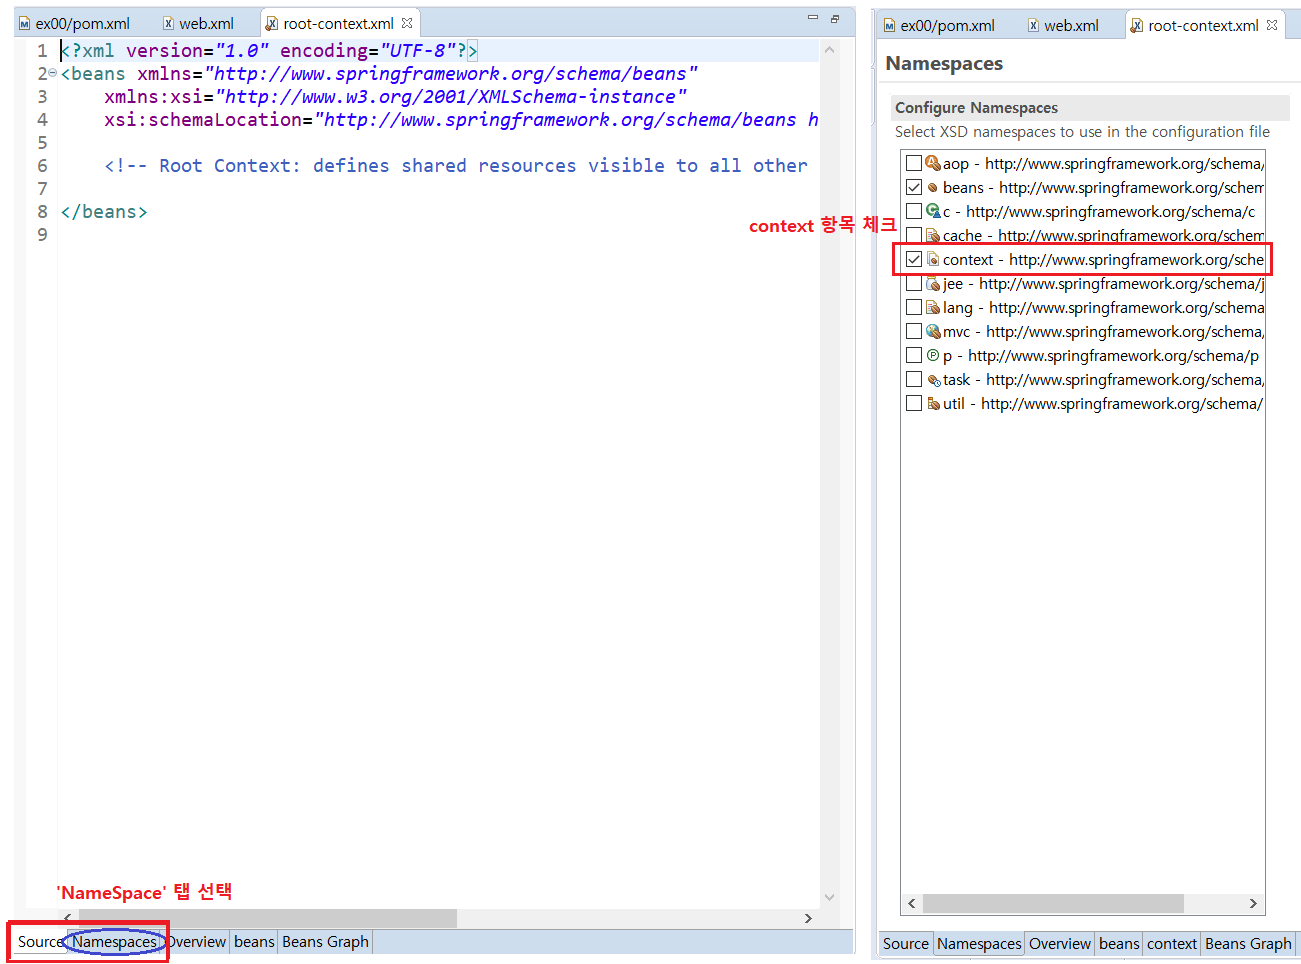 ex00/pom.xml
web.xml
root-context.xml
1 <?xml version="1.0" encoding="UTF-8"?>
2 <beans xmlns="http://www.springframework.org/schema/beans"
3 xmlns:xsi="http://www.w3.org/2001/XMLSchema-instance"
4 xsi:schemaLocation="http://www.springframework.org/schema/beans h
5
6 <!-- Root Context: defines shared resources visible to all other
7
8 </beans>
9
context 항목 체크
'NameSpace' 탭 선택
Source
Namespaces
Overview
beans
Beans Graph
ex00/pom.xml
web.xml
root-context.xml
Namespaces
Configure Namespaces
Select XSD namespaces to use in the configuration file
aop - http://www.springframework.org/schema/
beans - http://www.springframework.org/schem
c - http://www.springframework.org/schema/c
cache - http://www.springframework.org/schem
context - http://www.springframework.org/sche
jee - http://www.springframework.org/schema/j
lang - http://www.springframework.org/schema
mvc - http://www.springframework.org/schema,
p - http://www.springframework.org/schema/p
task - http://www.springframework.org/schema,
util - http://www.springframework.org/schema/
Source
Namespaces
Overview
beans
context
Beans Graph